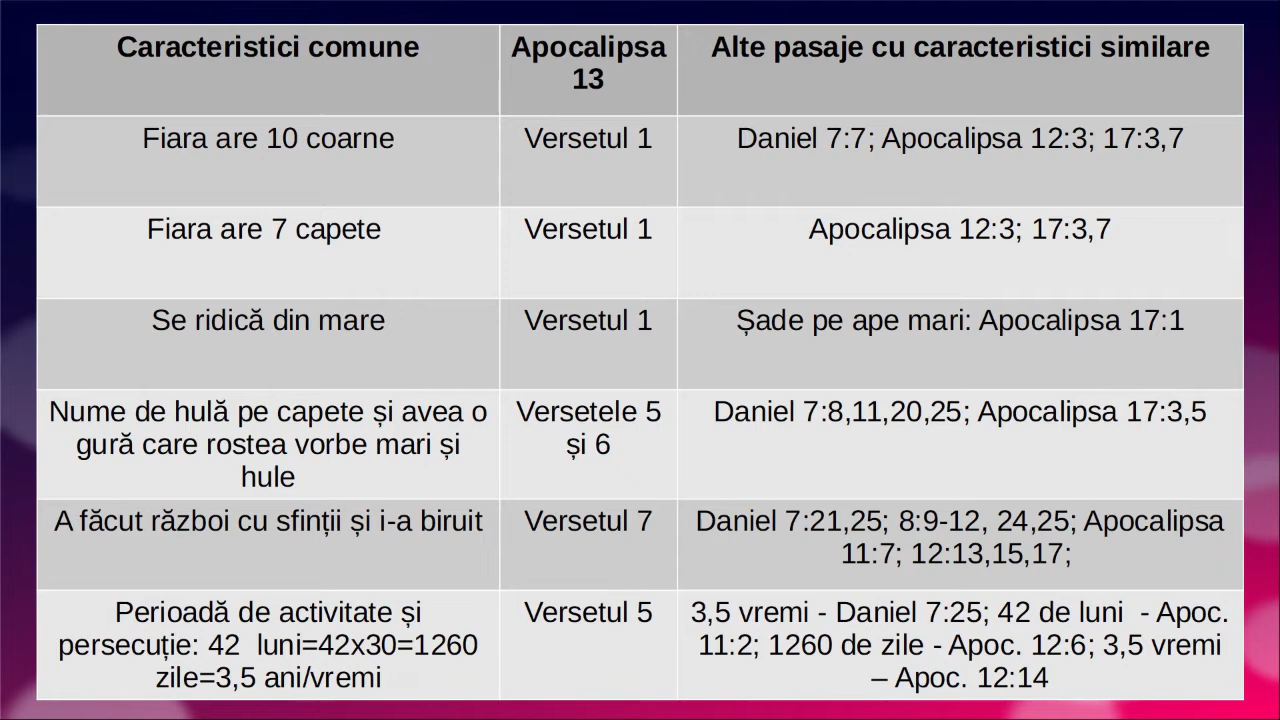 Caracteristici comune
Apocalipsa
13
Alte pasaje cu caracteristici similare
Fiara are 10 coarne
Versetul 1
Daniel 7:7; Apocalipsa 12:3; 17:3,7
Fiara are 7 capete
Versetul 1
Apocalipsa 12:3; 17:3,7
Se ridică din mare
Versetul 1
Șade pe ape mari: Apocalipsa 17:1
Nume de hulă pe capete și avea o
gură care rostea vorbe mari și
hule
Versetele 5
și 6
Daniel 7:8,11,20,25; Apocalipsa 17:3,5
A făcut război cu sfinții și i-a biruit
Versetul 7
Daniel 7:21,25; 8:9-12, 24,25; Apocalipsa
11:7; 12:13,15,17;
Perioadă de activitate și
persecuție: 42  luni=42x30=1260
zile=3,5 ani/vremi
Versetul 5
3,5 vremi - Daniel 7:25; 42 de luni  - Apoc.
11:2; 1260 de zile - Apoc. 12:6; 3,5 vremi
– Apoc. 12:14